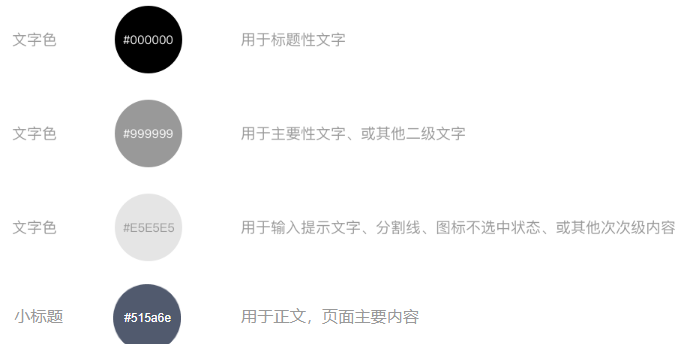 文字色 #000000 用于标题性文字
文字色 #999999 用于主要性文字、或其他二级文字
文字色 #E5E5E5 用于输入提示文字、分割线、图标不选中状态、或其他次次级内容
小标题 #515a6e 用于正文，页面主要内容